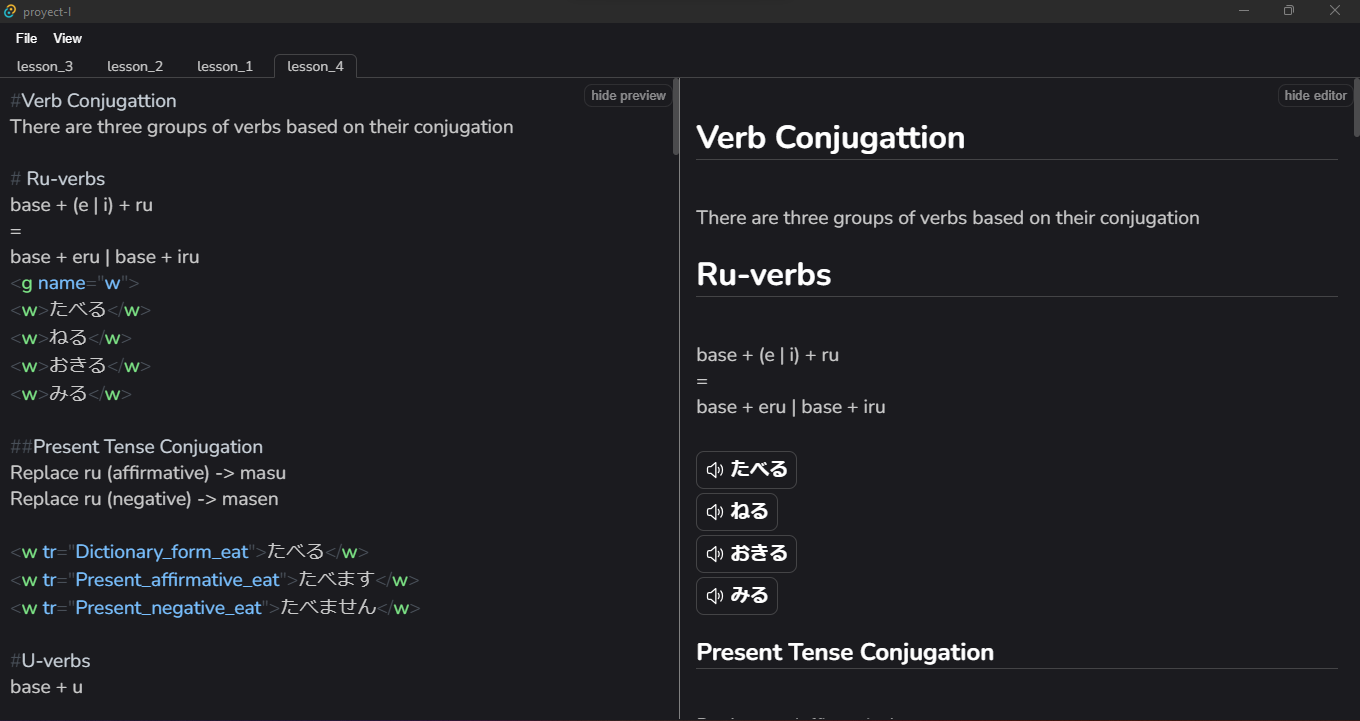 proyect-l
File View
lesson_3 lesson_2 lesson_1 lesson_4
hide preview
#Verb Conjugattion
There are three groups of verbs based on their conjugation
# Ru-verbs
base + (e | i) + ru
=
base + eru | base + iru
<g name="w">
<w>たべる</w>
<w>ねる</w>
<w>おきる</w>
<w>みる</w>
##Present Tense Conjugation
Replace ru (affirmative) -> masu
Replace ru (negative) -> masen
<w tr="Dictionary_form_eat">たべる</w>
<w tr="Present_affirmative_eat">たべます</w>
<w tr="Present_negative_eat">たべません</w>
#U-verbs
base + u
hide editor
Verb Conjugattion
There are three groups of verbs based on their conjugation
Ru-verbs
base + (e | i) + ru
=
base + eru | base + iru
たべる
ねる
おきる
みる
Present Tense Conjugation